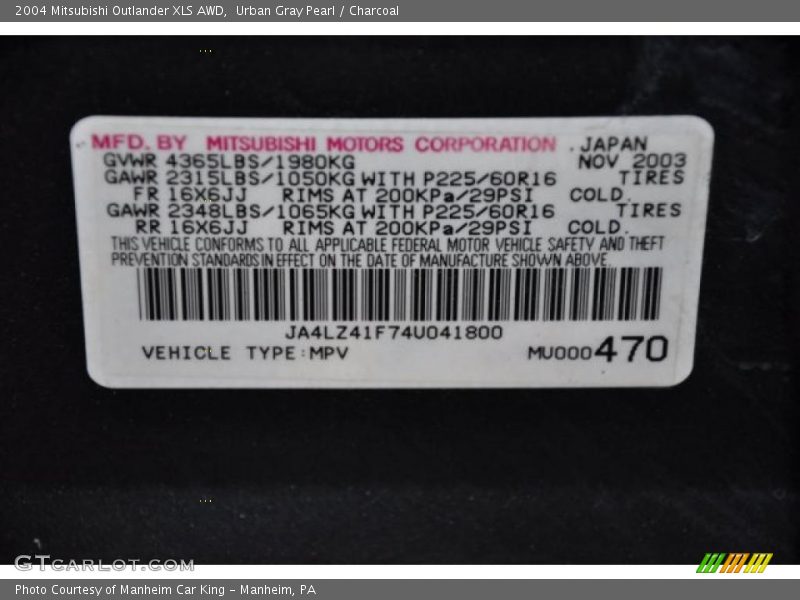 2004 Mitsubishi Outlander XLS AWD,  Urban Gray Pearl / Charcoal
MFD. BY MITSUBISHI MOTORS CORPORATION . JAPAN
GVWR 4365LBS/1980KG NOV 2003
GAWR 2315LBS/1050KG WITH P225/60R16 TIRES
FR 16X6JJ RIMS AT 200KPa/29PSI COLD.
GAWR 2348LBS/1065KG WITH P225/60R16 TIRES
RR 16X6JJ RIMS AT 200KPa/29PSI COLD.
THIS VEHICLE CONFORMS TO ALL APPLICABLE FEDERAL MOTOR VEHICLE SAFETY AND THEFT
PREVENTION STANDARDS IN EFFECT ON THE DATE OF MANUFACTURE SHOWN ABOVE.
JA4LZ41F74U041800
VEHICLE TYPE:MPV MU000470
GTCARLOT.COM
Photo Courtesy of Manheim Car King - Manheim, PA